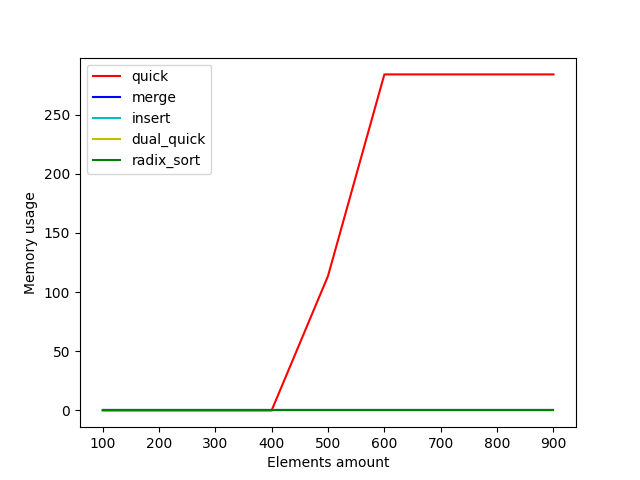 quick
merge
insert
dual_quick
radix_sort
Memory usage
250
200
150
100
50
0
100 200 300 400 500 600 700 800 900
Elements amount